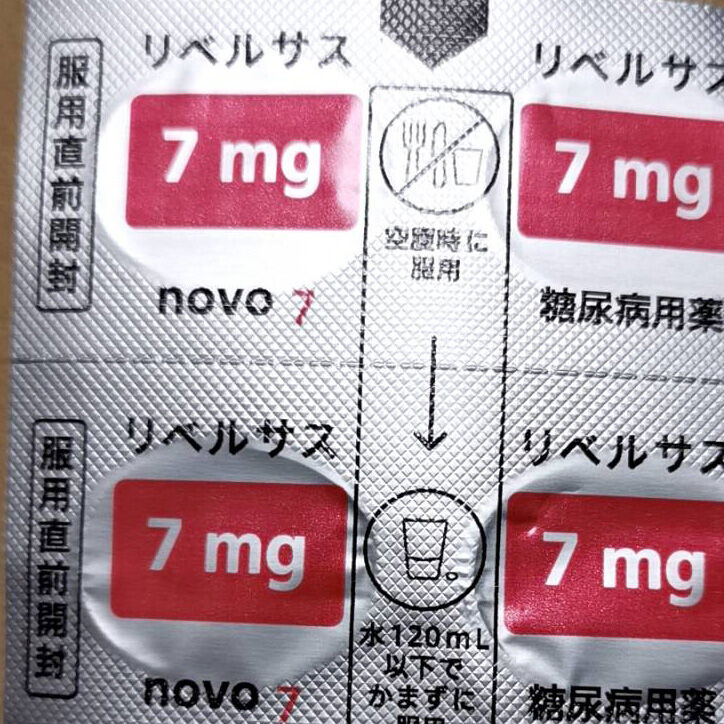 リベルサス
服用直前開封
7 mg
novo 7
空腹時に
服用
リベルサス
7 mg
糖尿病用薬
リベルサス
服用直前開封
7 mg
novo 7
水120mL
以下で
かまずに
服用
リベルサス
7 mg
糖尿病用薬